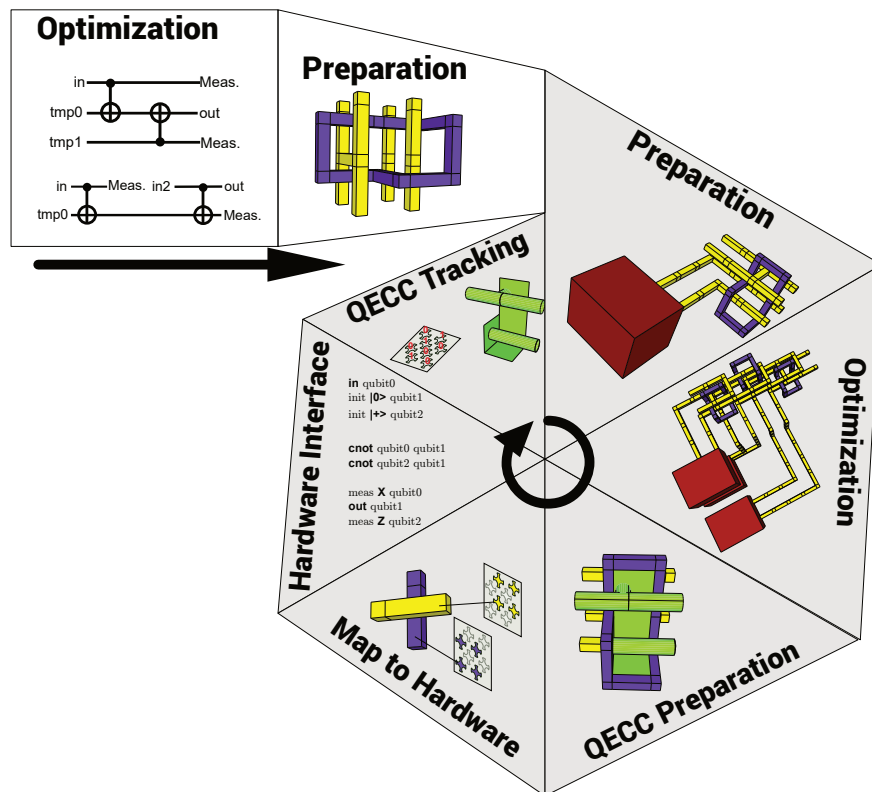 Optimization
in
Meas.
tmp0
out
tmp1
Meas.
in
Meas.
in2
out
tmp0
Meas.
Preparation
Preparation
Optimization
QECC Preparation
Map to Hardware
Hardware Interface
in qubit0
init |0> qubit1
init |+> qubit2
cnot qubit0 qubit1
cnot qubit2 qubit1
meas X qubit0
out qubit1
meas Z qubit2
QECC Tracking